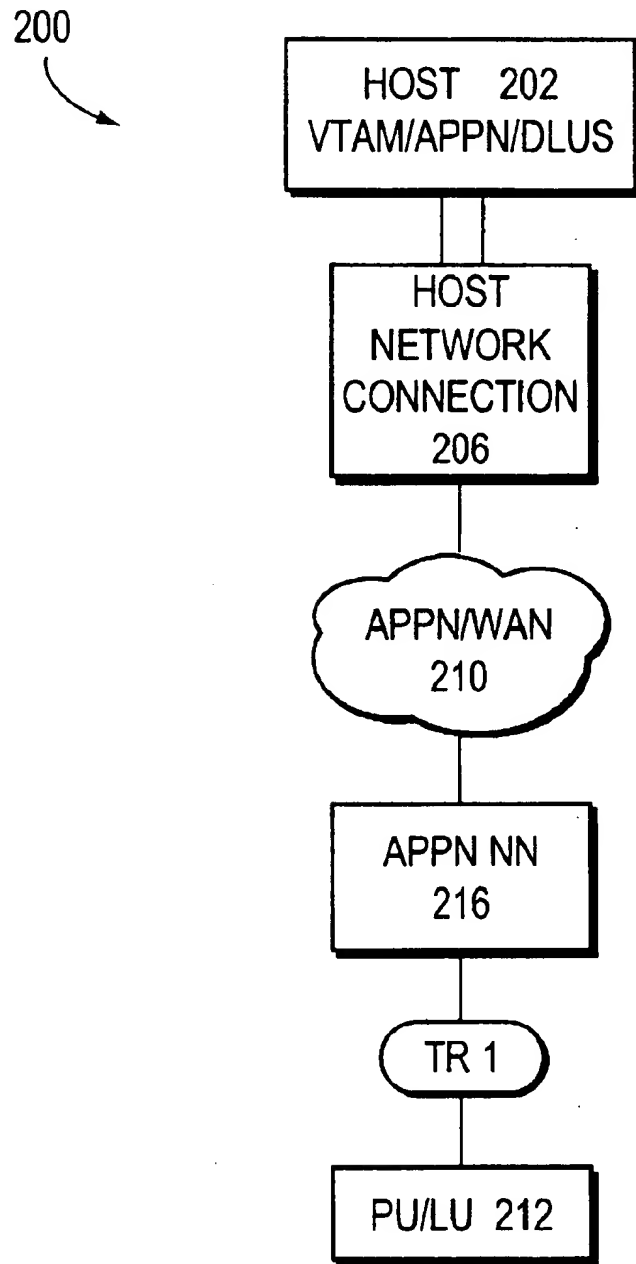 200
HOST 202
VTAM/APPN/DLUS
HOST
NETWORK
CONNECTION
206
APPN/WAN
210
APPN NN
216
TR 1
PU/LU 212